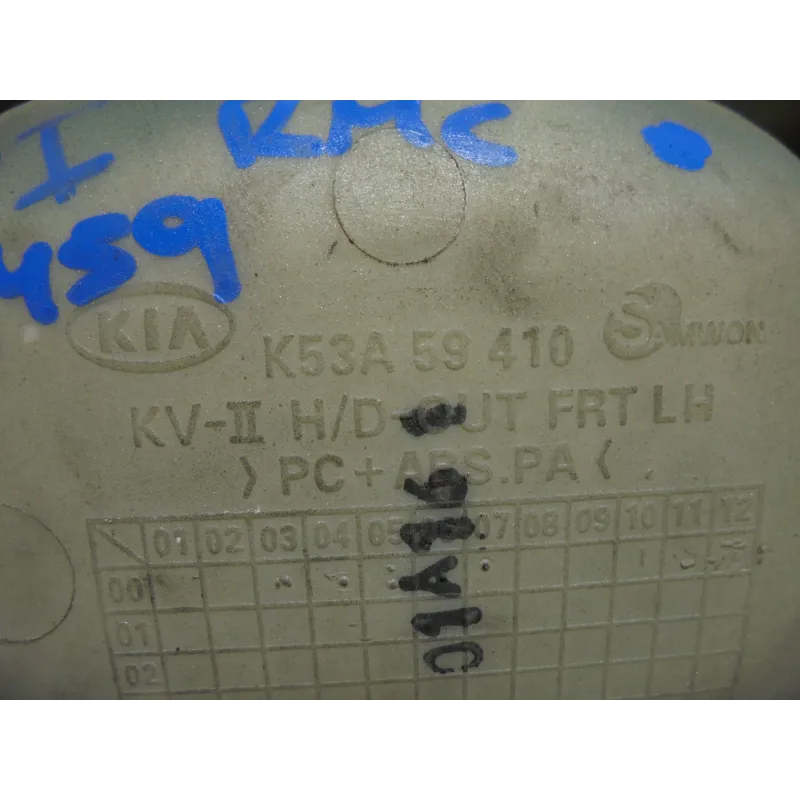 I RMC
459
KIA K53A 59 410 SAMWON
KV-II H/D-OUT FRT LH
>PC+ABS.PA<
01 02 03 04 05 06 07 08 09 10 11 12
00
01
02